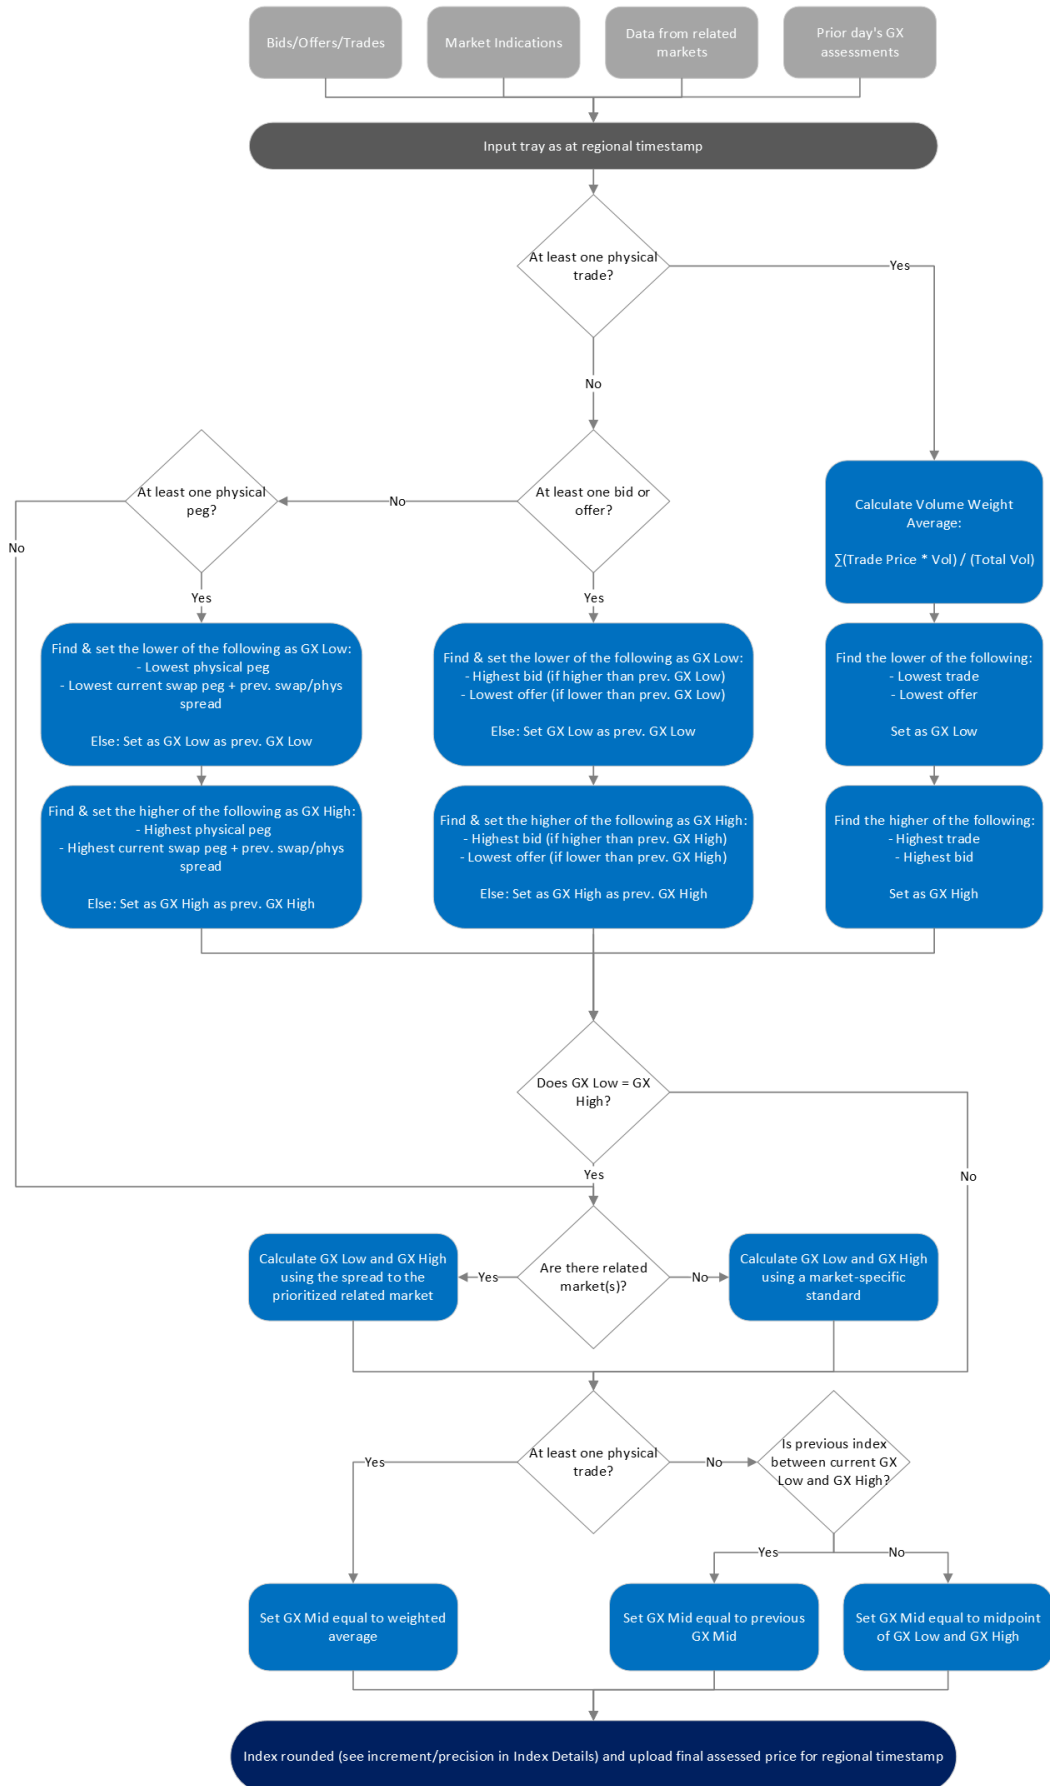 Bids/Offers/Trades
Market Indications
Data from related
markets
Prior day's GX
assessments
Input tray as at regional timestamp
At least one physical
trade?
Yes
No
At least one physical
peg?
No
At least one bid or
offer?
Calculate Volume Weight
Average:
∑(Trade Price * Vol) / (Total Vol)
No
Yes
Yes
Find & set the lower of the following as GX Low:
- Lowest physical peg
- Lowest current swap peg + prev. swap/phys
spread
Else: Set as GX Low as prev. GX Low
Find & set the lower of the following as GX Low:
- Highest bid (if higher than prev. GX Low)
- Lowest offer (if lower than prev. GX Low)
Else: Set GX Low as prev. GX Low
Find the lower of the following:
- Lowest trade
- Lowest offer
Set as GX Low
Find & set the higher of the following as GX High:
- Highest physical peg
- Highest current swap peg + prev. swap/phys
spread
Else: Set as GX High as prev. GX High
Find & set the higher of the following as GX High:
- Highest bid (if higher than prev. GX High)
- Lowest offer (if lower than prev. GX High)
Else: Set as GX High as prev. GX High
Find the higher of the following:
- Highest trade
- Highest bid
Set as GX High
Does GX Low = GX
High?
Yes
No
Calculate GX Low and GX High
using the spread to the
prioritized related market
Yes
Are there related
market(s)?
No
Calculate GX Low and GX High
using a market-specific
standard
Yes
At least one physical
trade?
No
Is previous index
between current GX
Low and GX High?
Yes
No
Set GX Mid equal to weighted
average
Set GX Mid equal to previous
GX Mid
Set GX Mid equal to midpoint
of GX Low and GX High
Index rounded (see increment/precision in Index Details) and upload final assessed price for regional timestamp